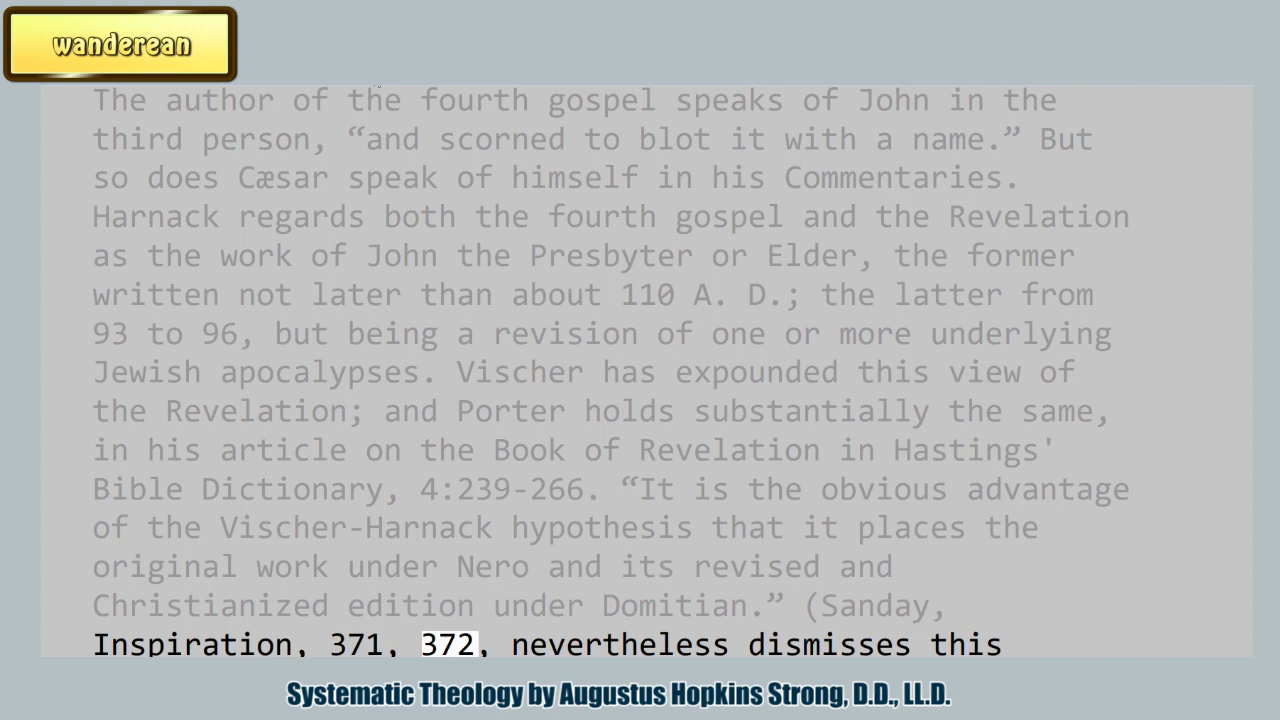 wanderean
The author of the fourth gospel speaks of John in the
third person, “and scorned to blot it with a name.” But
so does Cæsar speak of himself in his Commentaries.
Harnack regards both the fourth gospel and the Revelation
as the work of John the Presbyter or Elder, the former
written not later than about 110 A. D.; the latter from
93 to 96, but being a revision of one or more underlying
Jewish apocalypses. Vischer has expounded this view of
the Revelation; and Porter holds substantially the same,
in his article on the Book of Revelation in Hastings'
Bible Dictionary, 4:239-266. “It is the obvious advantage
of the Vischer-Harnack hypothesis that it places the
original work under Nero and its revised and
Christianized edition under Domitian.” (Sanday,
Inspiration, 371, 372, nevertheless dismisses this
Systematic Theology by Augustus Hopkins Strong, D.D., LL.D.